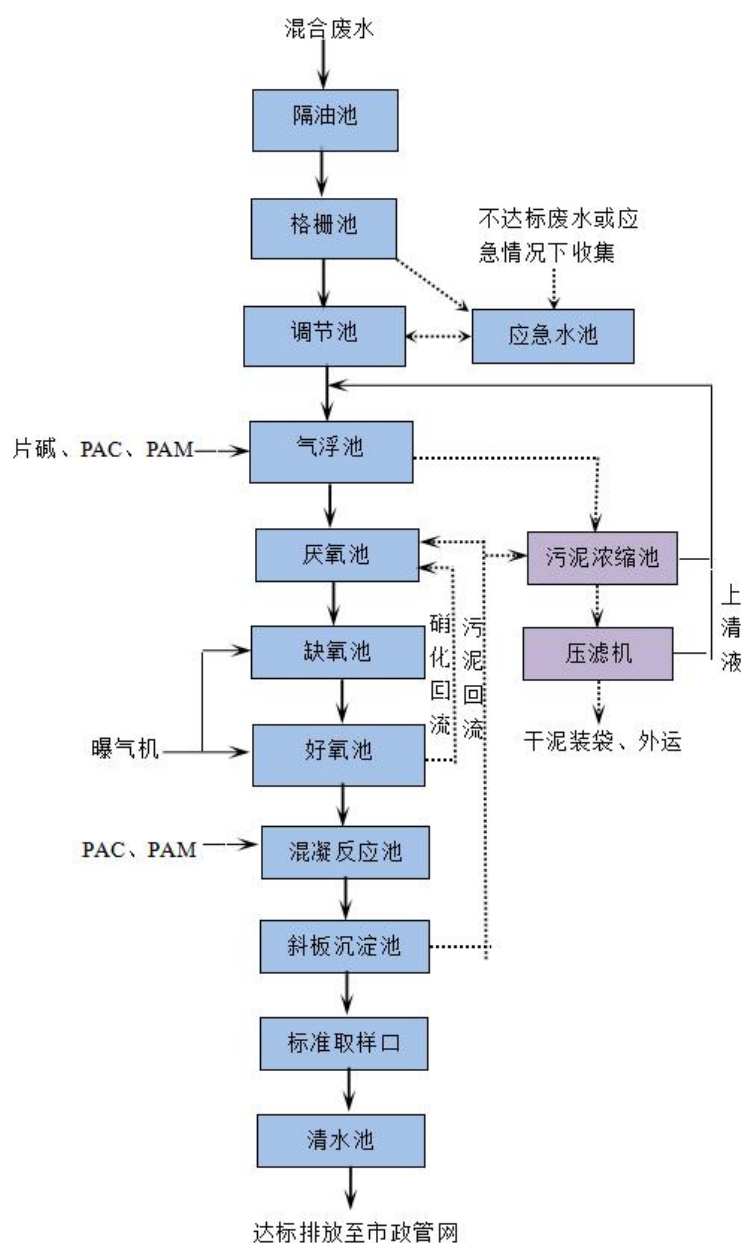 混合废水
隔油池
格栅池
不达标废水或应
急情况下收集
调节池
应急水池
片碱、PAC、PAM
气浮池
厌氧池
污泥浓缩池
上清液
硝化回流
污泥回流
缺氧池
压滤机
曝气机
好氧池
干泥装袋、外运
PAC、PAM
混凝反应池
斜板沉淀池
标准取样口
清水池
达标排放至市政管网